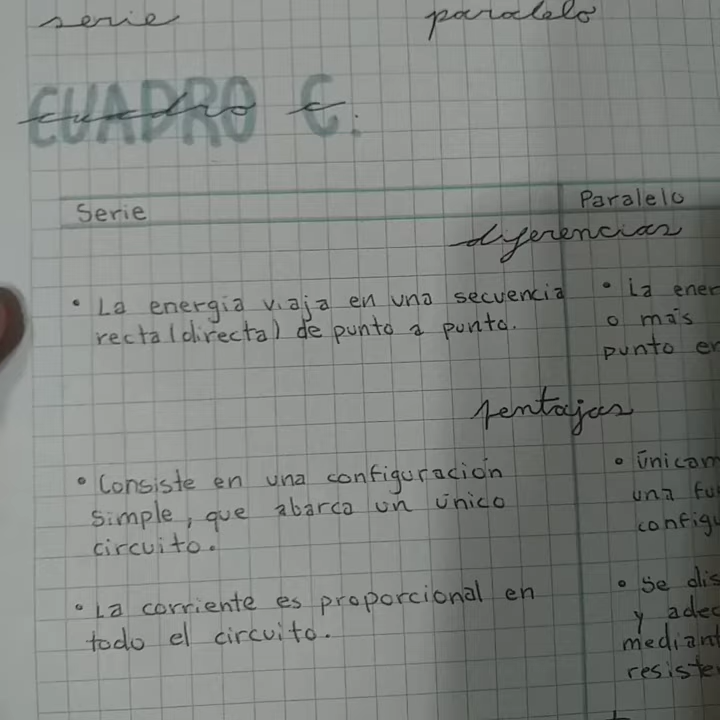 serie paralelo
CUADRO C.
Serie Paralelo
diferencias
• La energía viaja en una secuencia • La ener
recta (directa) de punto a punto. o más
punto en
ventajas
• Consiste en una configuración • únicam
simple, que abarca un único una fu
circuito. config
• La corriente es proporcional en • Se dis
todo el circuito. y adec
mediant
resiste